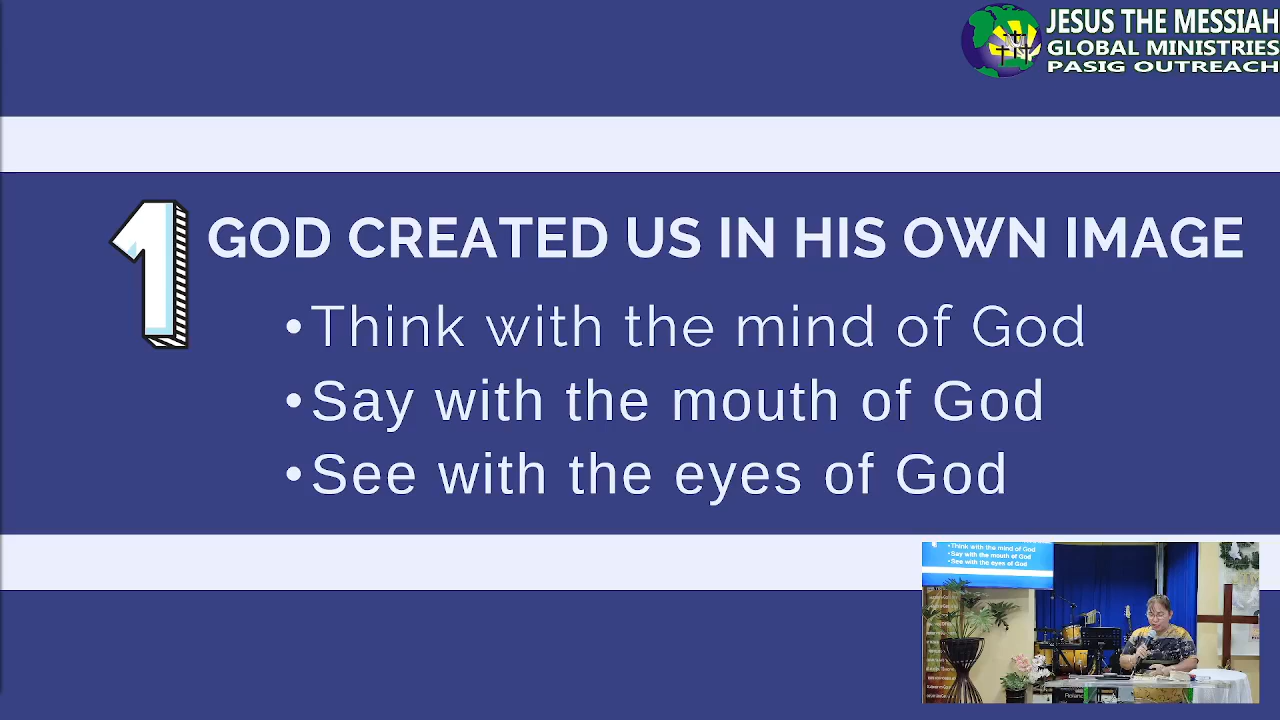 JESUS THE MESSIAH
GLOBAL MINISTRIES
PASIG OUTREACH
1
GOD CREATED US IN HIS OWN IMAGE
•Think with the mind of God
•Say with the mouth of God
•See with the eyes of God
•Think with the mind of God
•Say with the mouth of God
•See with the eyes of God
Roland